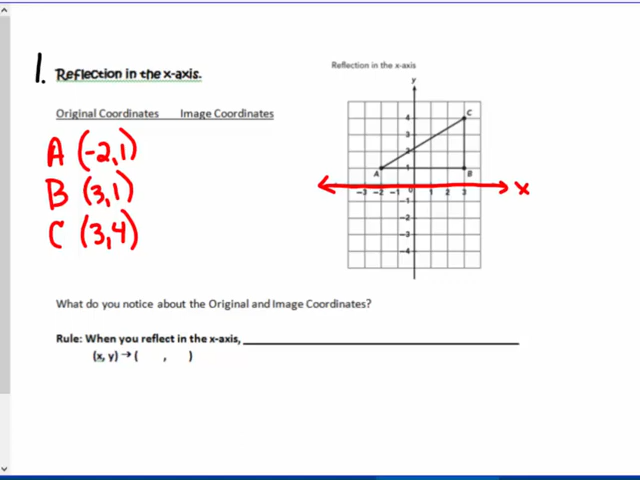 1. Reflection in the x-axis.
Original Coordinates Image Coordinates
A (-2,1)
B (3,1)
C (3,4)
Reflection in the x-axis
y
C
4
3
2
1
A
B
x
-3 -2 -1 0 1 2 3
-1
-2
-3
-4
What do you notice about the Original and Image Coordinates?
Rule: When you reflect in the x-axis, ____________________
(x, y) → ( , )